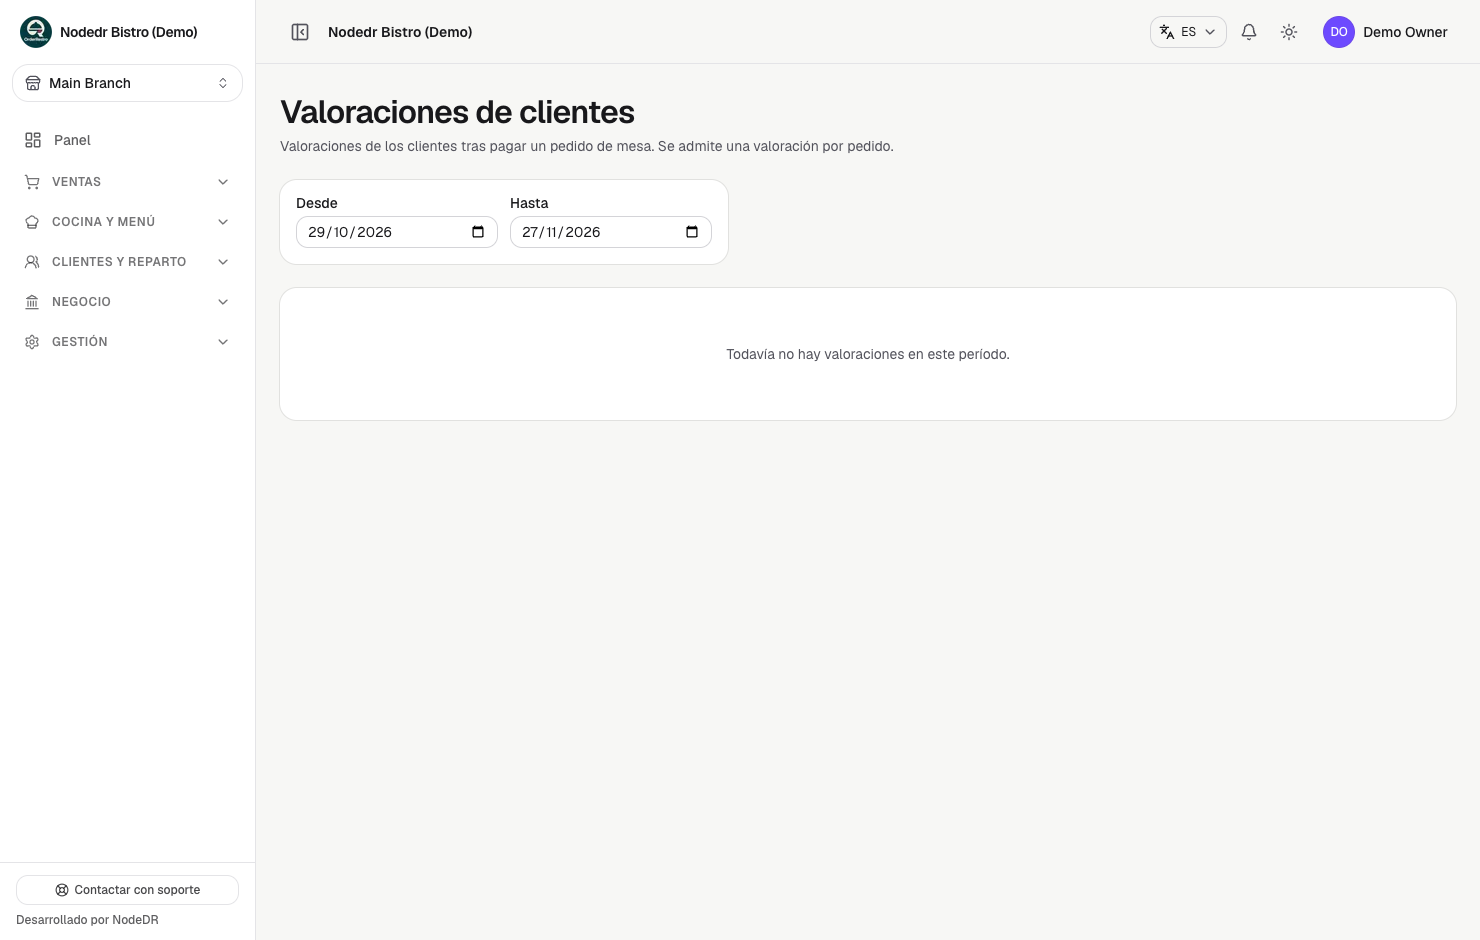 Nodedr Bistro (Demo)
Main Branch
Panel
VENTAS
COCINA Y MENÚ
CLIENTES Y REPARTO
NEGOCIO
GESTIÓN
Contactar con soporte
Desarrollado por NodeDR
Nodedr Bistro (Demo)
ES
DO
Demo Owner
Valoraciones de clientes
Valoraciones de los clientes tras pagar un pedido de mesa. Se admite una valoración por pedido.
Desde
Hasta
29/10/2026
27/11/2026
Todavía no hay valoraciones en este período.